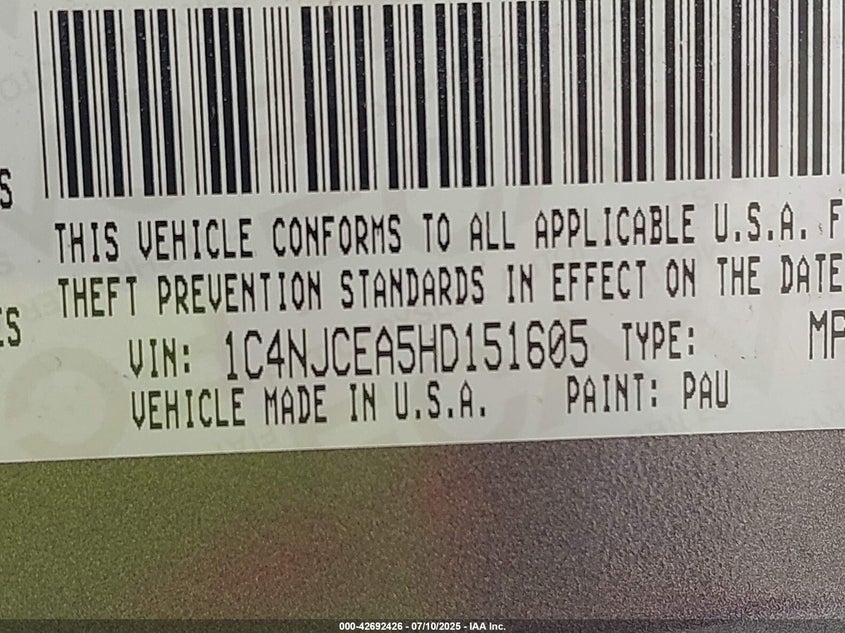 S
THIS VEHICLE CONFORMS TO ALL APPLICABLE U.S.A. F
THEFT PREVENTION STANDARDS IN EFFECT ON THE DATE
ES
VIN: 1C4NJCEA5HD151605 TYPE: MP
VEHICLE MADE IN U.S.A. PAINT: PAU
000-42692426 - 07/10/2025 - IAA Inc.